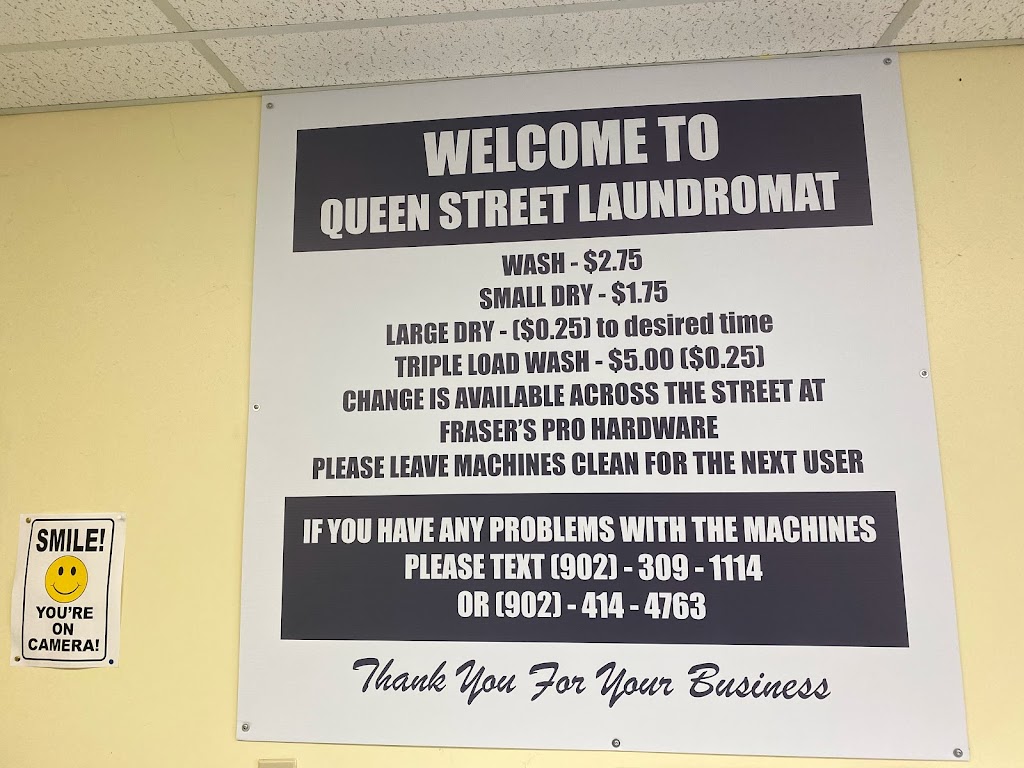 WELCOME TO
QUEEN STREET LAUNDROMAT
WASH - $2.75
SMALL DRY - $1.75
LARGE DRY - ($0.25) to desired time
TRIPLE LOAD WASH - $5.00 ($0.25)
CHANGE IS AVAILABLE ACROSS THE STREET AT
FRASER'S PRO HARDWARE
PLEASE LEAVE MACHINES CLEAN FOR THE NEXT USER
IF YOU HAVE ANY PROBLEMS WITH THE MACHINES
PLEASE TEXT (902) - 309 - 1114
OR (902) - 414 - 4763
Thank You For Your Business
SMILE!
YOU'RE
ON
CAMERA!